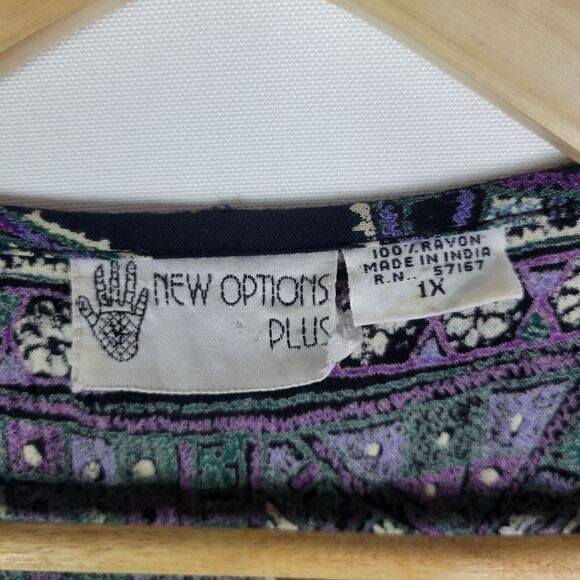 NEW OPTIONS
PLUS
100% RAYON
MADE IN INDIA
R.N.. 57167
1X